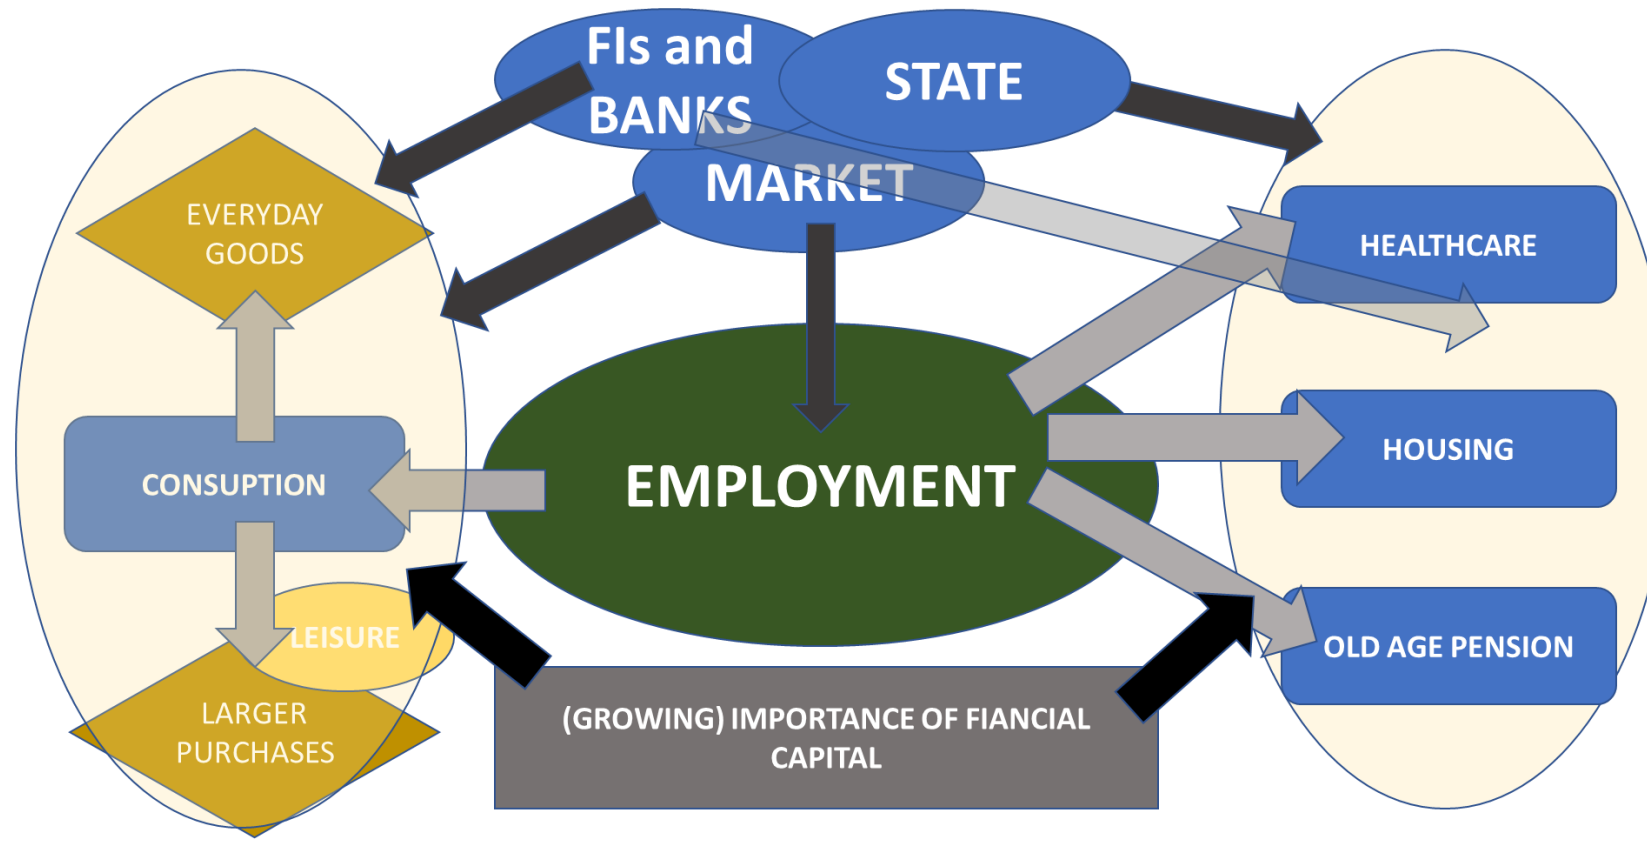 FIs and
BANKS
STATE
MARKET
EVERYDAY
GOODS
HEALTHCARE
CONSUPTION
EMPLOYMENT
HOUSING
LEISURE
OLD AGE PENSION
LARGER
PURCHASES
(GROWING) IMPORTANCE OF FIANCIAL
CAPITAL